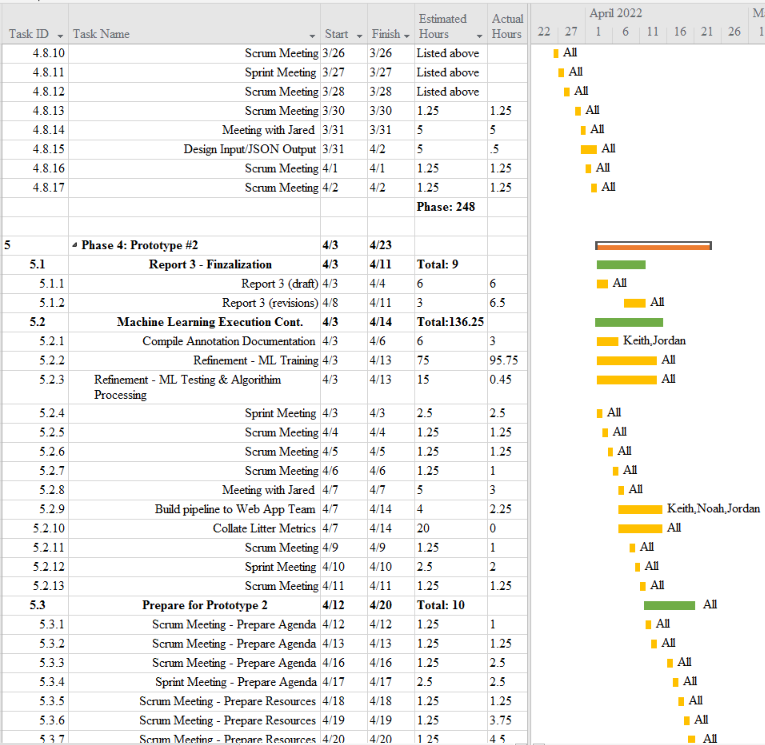 April 2022
Estimated Actual
Task ID Task Name Start Finish Hours Hours 22 27 1 6 11 16 21 26 1
4.8.10 Scrum Meeting 3/26 3/26 Listed above All
4.8.11 Sprint Meeting 3/27 3/27 Listed above All
4.8.12 Scrum Meeting 3/28 3/28 Listed above All
4.8.13 Scrum Meeting 3/30 3/30 1.25 1.25 All
4.8.14 Meeting with Jared 3/31 3/31 5 5 All
4.8.15 Design Input/JSON Output 3/31 4/2 5 .5 All
4.8.16 Scrum Meeting 4/1 4/1 1.25 1.25 All
4.8.17 Scrum Meeting 4/2 4/2 1.25 1.25 All
Phase: 248
5 Phase 4: Prototype #2 4/3 4/23
5.1 Report 3 - Finzalization 4/3 4/11 Total: 9
5.1.1 Report 3 (draft) 4/3 4/4 6 6 All
5.1.2 Report 3 (revisions) 4/8 4/11 3 6.5 All
5.2 Machine Learning Execution Cont. 4/3 4/14 Total:136.25
5.2.1 Compile Annotation Documentation 4/3 4/6 6 3 Keith,Jordan
5.2.2 Refinement - ML Training 4/3 4/13 75 95.75 All
5.2.3 Refinement - ML Testing & Algorithim 4/3 4/13 15 0.45 All
Processing
5.2.4 Sprint Meeting 4/3 4/3 2.5 2.5 All
5.2.5 Scrum Meeting 4/4 4/4 1.25 1.25 All
5.2.6 Scrum Meeting 4/5 4/5 1.25 1.25 All
5.2.7 Scrum Meeting 4/6 4/6 1.25 1 All
5.2.8 Meeting with Jared 4/7 4/7 5 3 All
5.2.9 Build pipeline to Web App Team 4/7 4/14 4 2.25 Keith,Noah,Jordan
5.2.10 Collate Litter Metrics 4/7 4/14 20 0 All
5.2.11 Scrum Meeting 4/9 4/9 1.25 1 All
5.2.12 Sprint Meeting 4/10 4/10 2.5 2 All
5.2.13 Scrum Meeting 4/11 4/11 1.25 1.25 All
5.3 Prepare for Prototype 2 4/12 4/20 Total: 10 All
5.3.1 Scrum Meeting - Prepare Agenda 4/12 4/12 1.25 1 All
5.3.2 Scrum Meeting - Prepare Agenda 4/13 4/13 1.25 1.25 All
5.3.3 Scrum Meeting - Prepare Agenda 4/16 4/16 1.25 2.5 All
5.3.4 Sprint Meeting - Prepare Agenda 4/17 4/17 2.5 2.5 All
5.3.5 Scrum Meeting - Prepare Resources 4/18 4/18 1.25 1.25 All
5.3.6 Scrum Meeting - Prepare Resources 4/19 4/19 1.25 3.75 All
5.3.7 Scrum Meeting - Prepare Resources 4/20 4/20 1.25 4.5 All